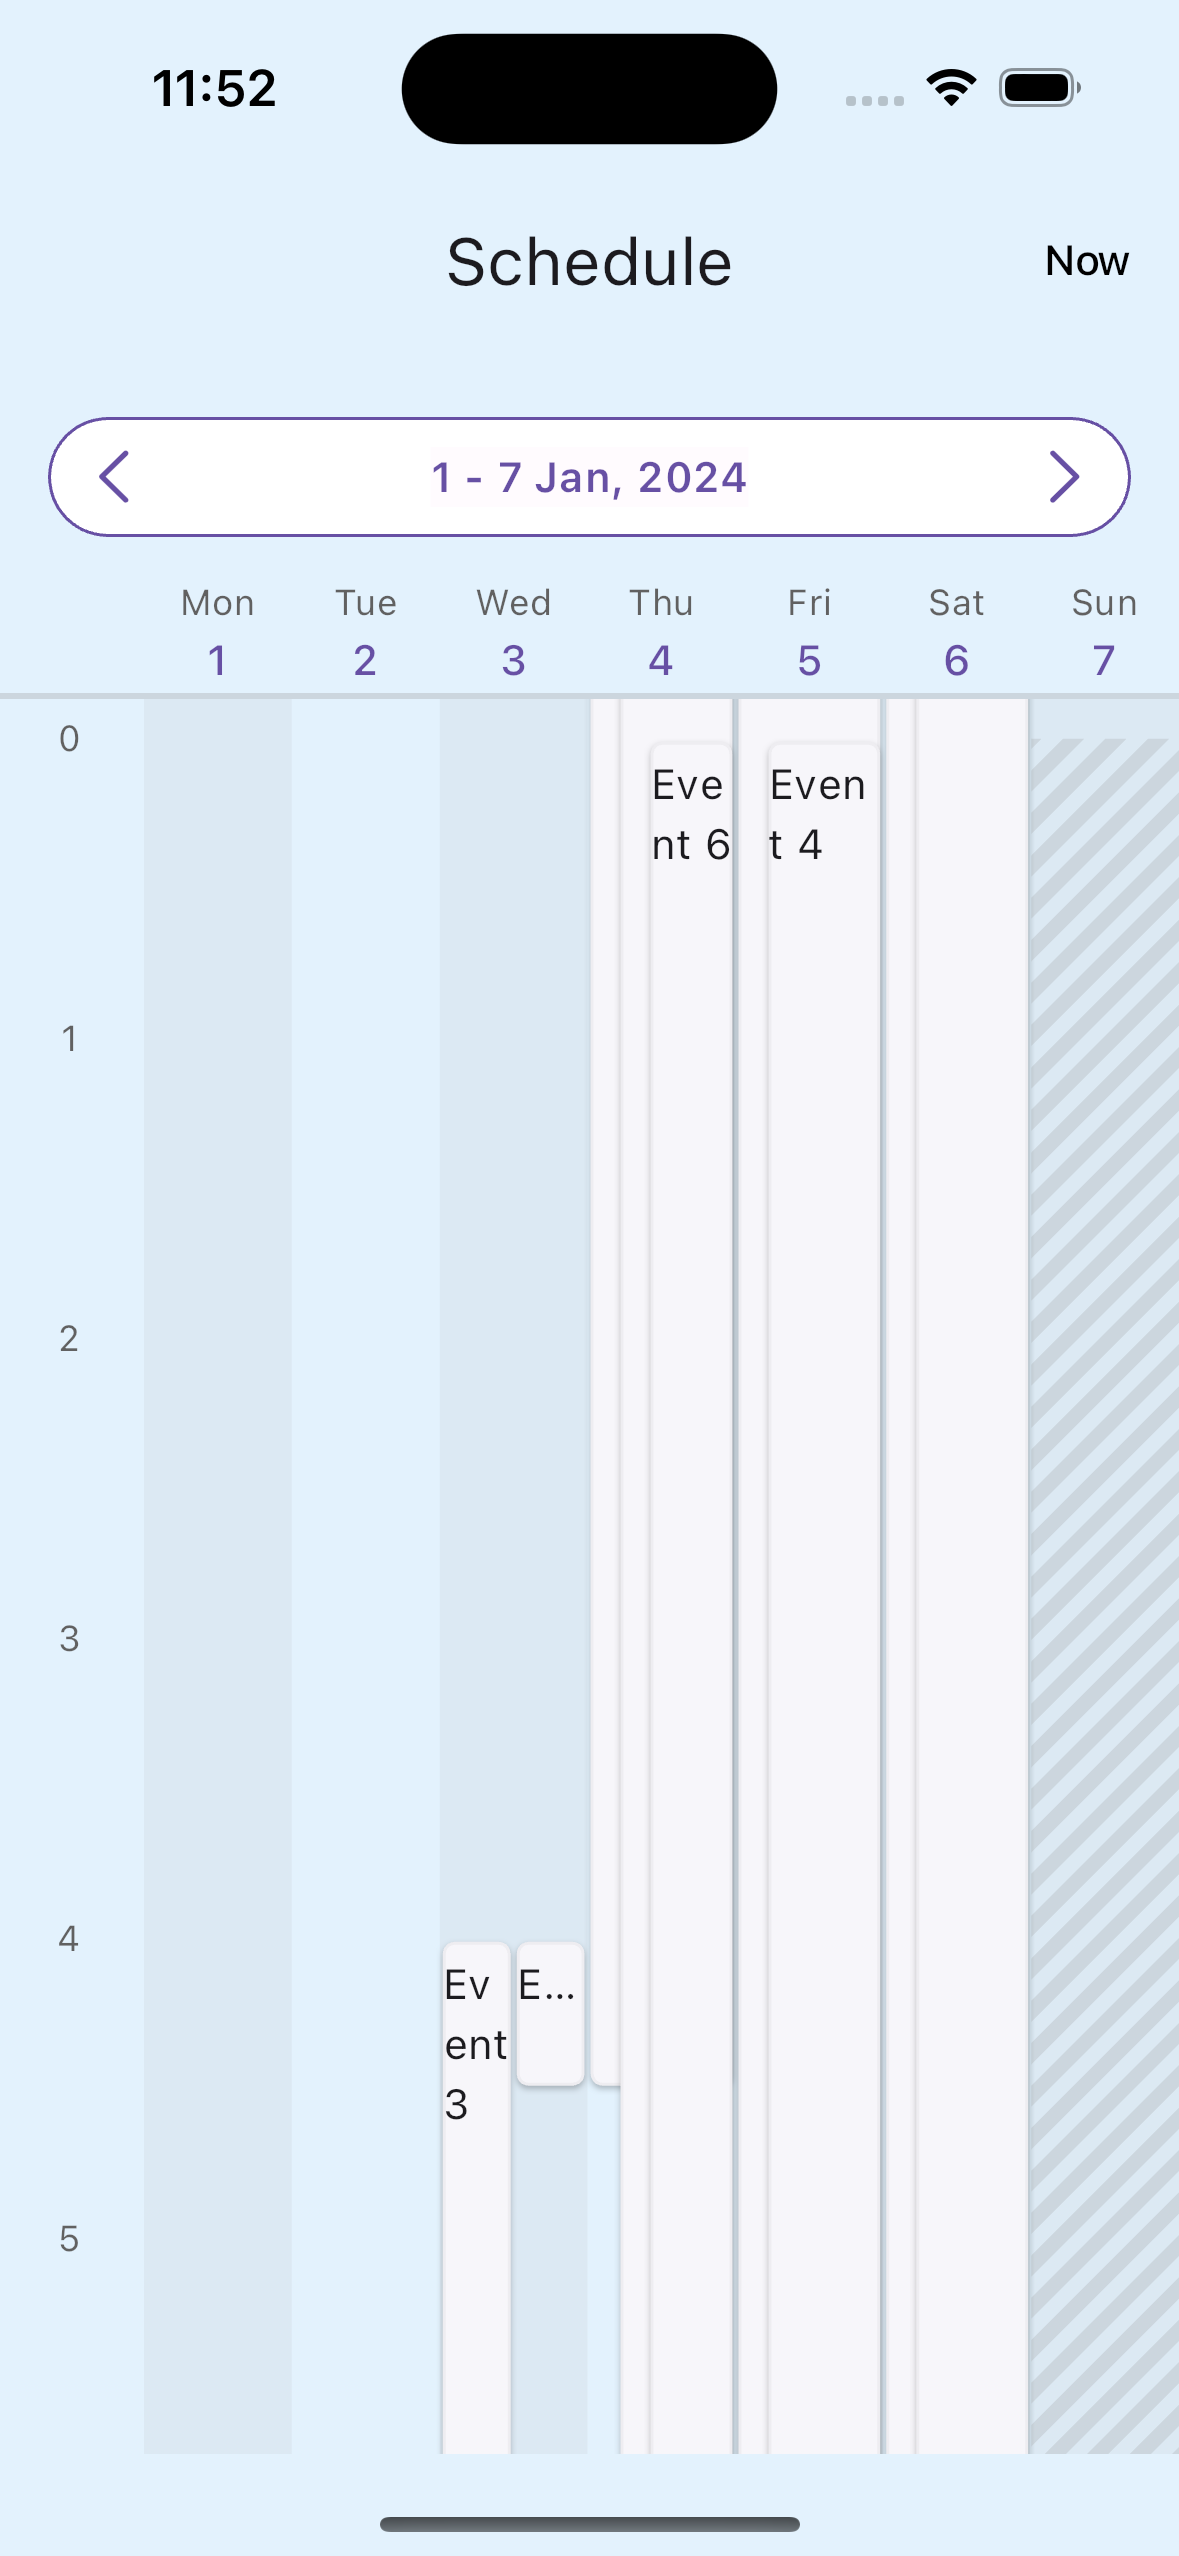 11:52
Schedule
Now
1 - 7 Jan, 2024
Mon Tue Wed Thu Fri Sat Sun
1 2 3 4 5 6 7
0
Eve
nt 6
Even
t 4
1
2
3
4
Ev
ent
3
E...
5